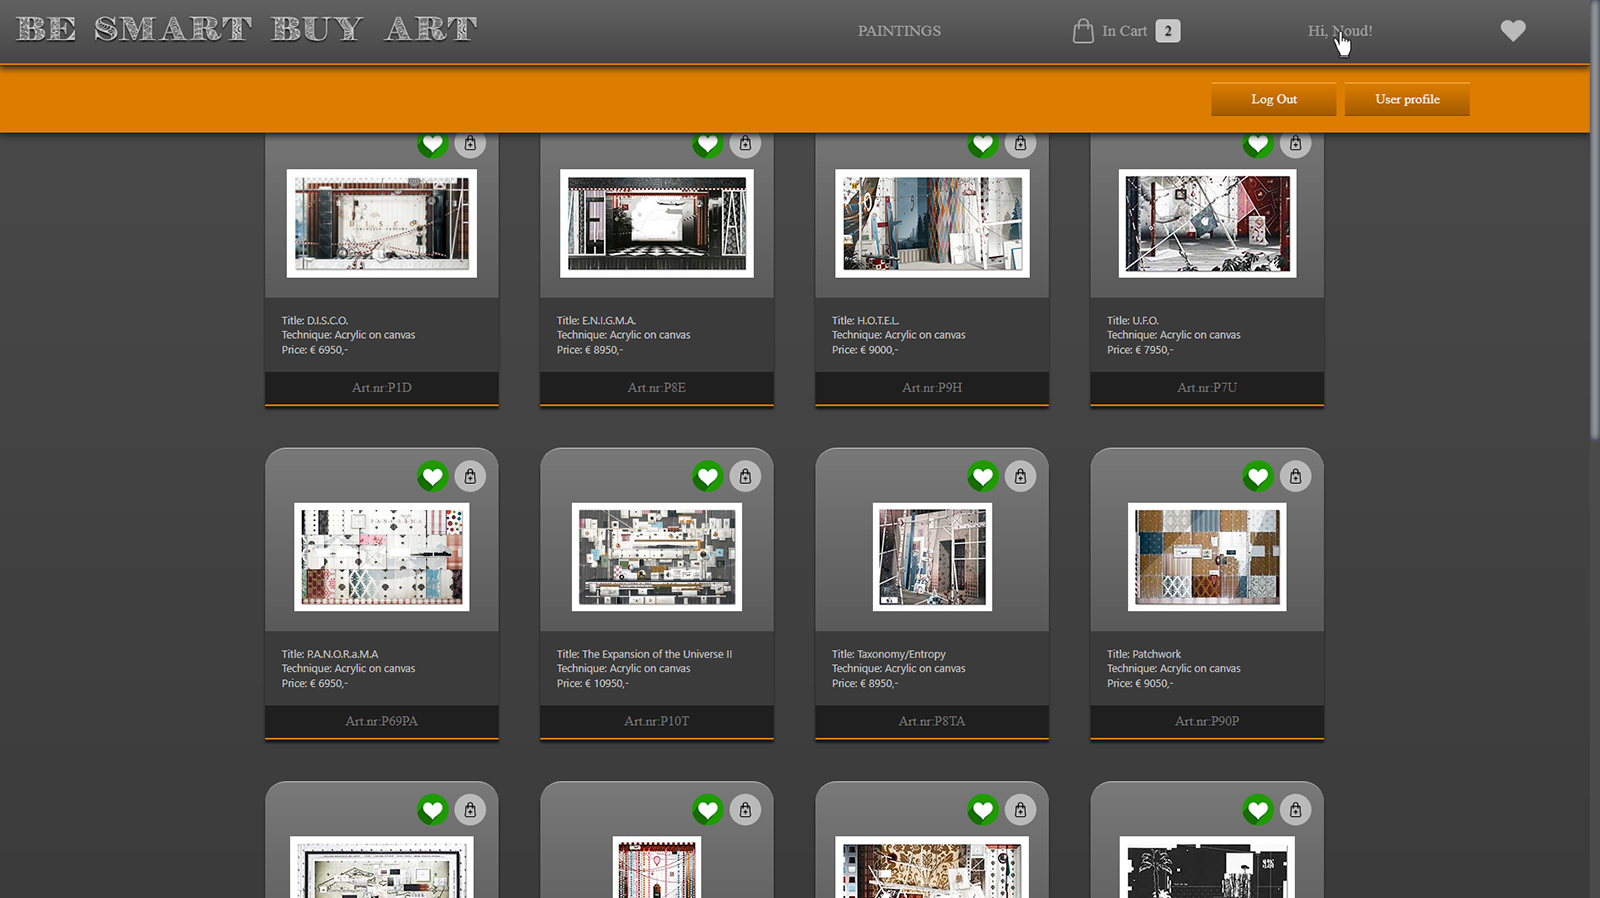 BE SMART BUY ART
PAINTINGS
In Cart 2
Hi, Noud!
Log Out
User profile
D.I.S.C.O
Title: D.I.S.C.O.
Technique: Acrylic on canvas
Price: € 6950,-
Art.nr:P1D
Title: E.N.I.G.M.A.
Technique: Acrylic on canvas
Price: € 8950,-
Art.nr:P8E
Title: H.O.T.E.L.
Technique: Acrylic on canvas
Price: € 9000,-
Art.nr:P9H
Title: U.F.O.
Technique: Acrylic on canvas
Price: € 7950,-
Art.nr:P7U
PANORAMA
Title: P.A.N.O.R.a.M.A
Technique: Acrylic on canvas
Price: € 6950,-
Art.nr:P69PA
Title: The Expansion of the Universe II
Technique: Acrylic on canvas
Price: € 10950,-
Art.nr:P10T
Title: Taxonomy/Entropy
Technique: Acrylic on canvas
Price: € 8950,-
Art.nr:P8TA
Title: Patchwork
Technique: Acrylic on canvas
Price: € 9050,-
Art.nr:P90P